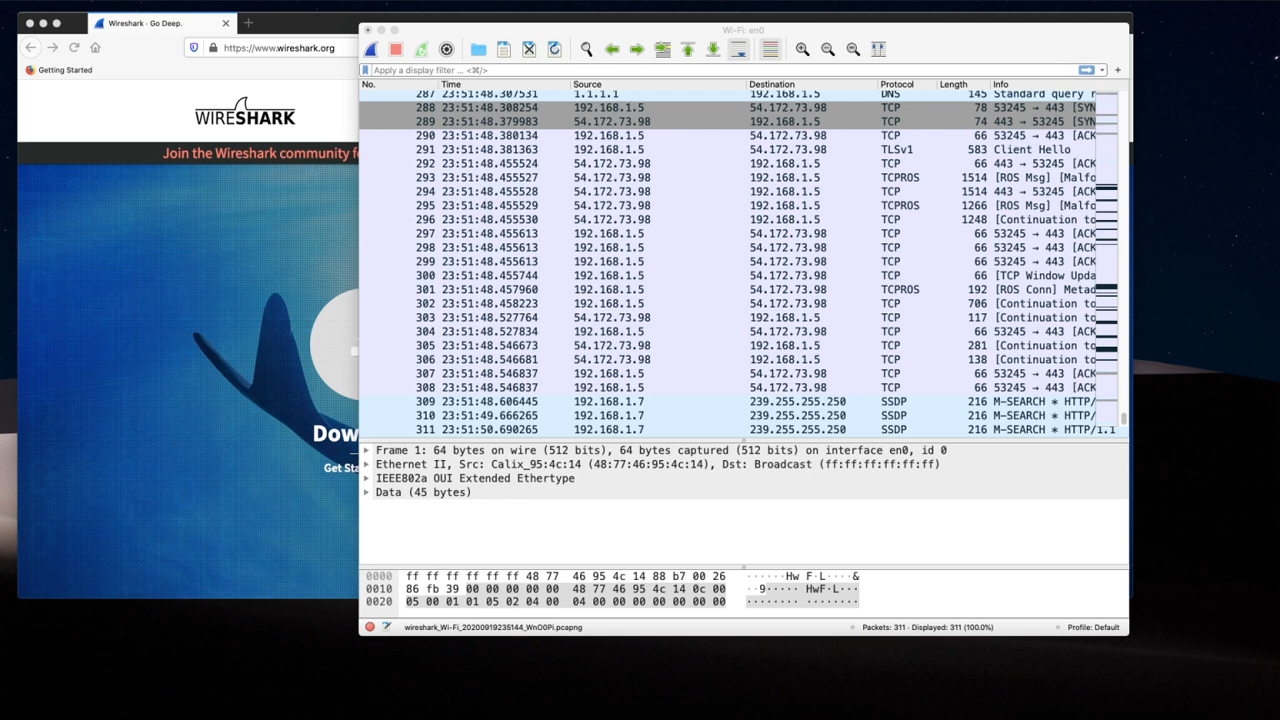 Wireshark · Go Deep.
https://www.wireshark.org
Getting Started
WIRESHARK
Join the Wireshark community f
Dow
Get Sta
Wi-Fi: en0
Apply a display filter ... <⌘/>
No. Time Source Destination Protocol Length Info
287 23:51:48.307531 1.1.1.1 192.168.1.5 DNS 145 Standard query r
288 23:51:48.308254 192.168.1.5 54.172.73.98 TCP 78 53245 → 443 [SYN
289 23:51:48.379983 54.172.73.98 192.168.1.5 TCP 74 443 → 53245 [SYN
290 23:51:48.380134 192.168.1.5 54.172.73.98 TCP 66 53245 → 443 [ACK
291 23:51:48.381363 192.168.1.5 54.172.73.98 TLSv1 583 Client Hello
292 23:51:48.455524 54.172.73.98 192.168.1.5 TCP 66 443 → 53245 [ACK
293 23:51:48.455527 54.172.73.98 192.168.1.5 TCPROS 1514 [ROS Msg] [Malfo
294 23:51:48.455528 54.172.73.98 192.168.1.5 TCP 1514 443 → 53245 [ACK
295 23:51:48.455529 54.172.73.98 192.168.1.5 TCPROS 1266 [ROS Msg] [Malfo
296 23:51:48.455530 54.172.73.98 192.168.1.5 TCP 1248 [Continuation to
297 23:51:48.455613 192.168.1.5 54.172.73.98 TCP 66 53245 → 443 [ACK
298 23:51:48.455613 192.168.1.5 54.172.73.98 TCP 66 53245 → 443 [ACK
299 23:51:48.455613 192.168.1.5 54.172.73.98 TCP 66 53245 → 443 [ACK
300 23:51:48.455744 192.168.1.5 54.172.73.98 TCP 66 [TCP Window Upda
301 23:51:48.457960 192.168.1.5 54.172.73.98 TCPROS 192 [ROS Conn] Metad
302 23:51:48.458223 192.168.1.5 54.172.73.98 TCP 706 [Continuation to
303 23:51:48.527764 54.172.73.98 192.168.1.5 TCP 117 [Continuation to
304 23:51:48.527834 192.168.1.5 54.172.73.98 TCP 66 53245 → 443 [ACK
305 23:51:48.546673 54.172.73.98 192.168.1.5 TCP 281 [Continuation to
306 23:51:48.546681 54.172.73.98 192.168.1.5 TCP 138 [Continuation to
307 23:51:48.546837 192.168.1.5 54.172.73.98 TCP 66 53245 → 443 [ACK
308 23:51:48.546837 192.168.1.5 54.172.73.98 TCP 66 53245 → 443 [ACK
309 23:51:48.606445 192.168.1.7 239.255.255.250 SSDP 216 M-SEARCH * HTTP/
310 23:51:49.666265 192.168.1.7 239.255.255.250 SSDP 216 M-SEARCH * HTTP/
311 23:51:50.690265 192.168.1.7 239.255.255.250 SSDP 216 M-SEARCH * HTTP/1.1
Frame 1: 64 bytes on wire (512 bits), 64 bytes captured (512 bits) on interface en0, id 0
Ethernet II, Src: Calix_95:4c:14 (48:77:46:95:4c:14), Dst: Broadcast (ff:ff:ff:ff:ff:ff)
IEEE802a OUI Extended Ethertype
Data (45 bytes)
0000 ff ff ff ff ff ff 48 77 46 95 4c 14 88 b7 00 26 ······Hw F·L····&
0010 86 fb 39 00 00 00 00 00 48 77 46 95 4c 14 0c 00 ··9····· HwF·L···
0020 05 00 01 01 05 02 04 00 04 00 00 00 00 00 00 00 ········ ········
wireshark_Wi-Fi_20200919235144_WnO0Pi.pcapng
Packets: 311 · Displayed: 311 (100.0%)
Profile: Default